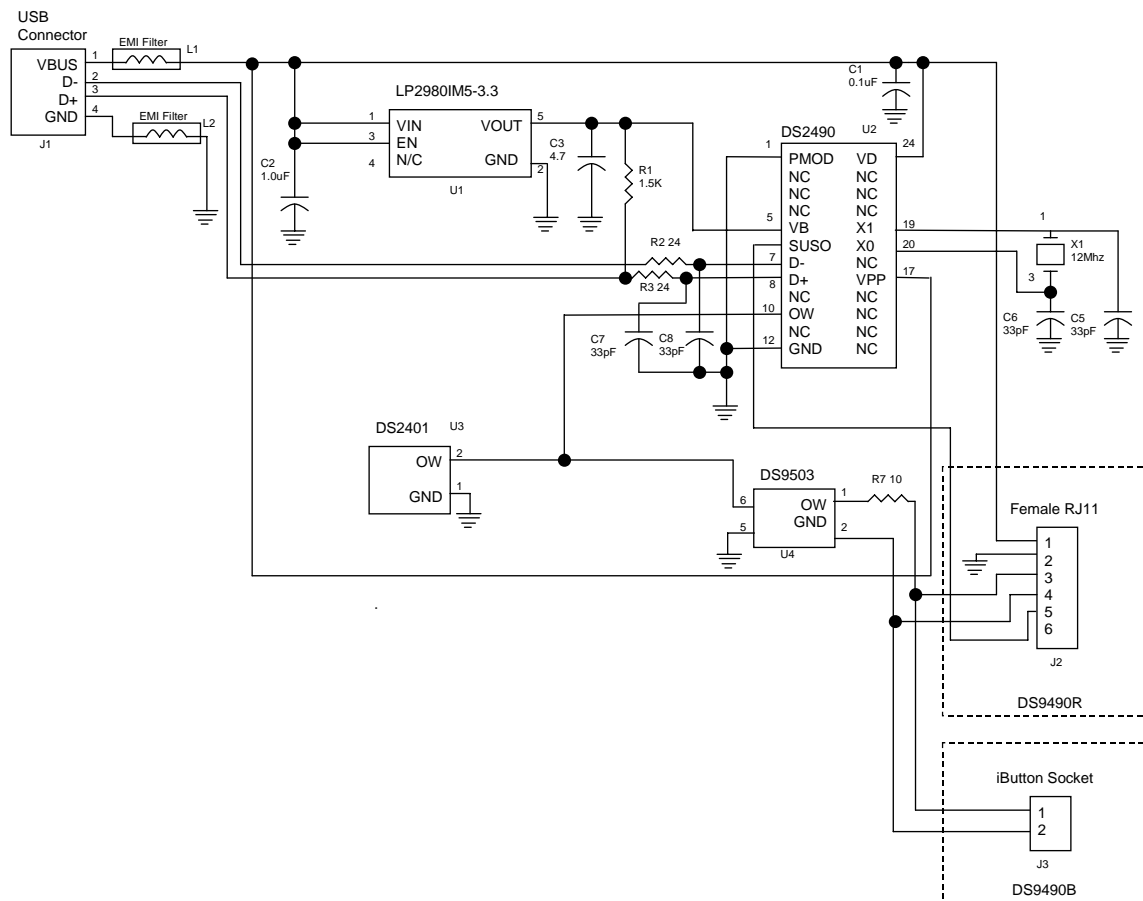 USB
Connector
VBUS
D-
D+
GND
1
2
3
4
J1
EMI Filter
L1
EMI Filter
L2
LP2980IM5-3.3
1
3
4
VIN
EN
N/C
VOUT
GND
5
2
U1
C2
1.0uF
C3
4.7
R1
1.5K
C1
0.1uF
DS2490
U2
1
5
7
8
10
12
PMOD
NC
NC
NC
VB
SUSO
D-
D+
NC
OW
NC
GND
VD
NC
NC
NC
X1
X0
NC
VPP
NC
NC
NC
NC
24
19
20
17
1
X1
12Mhz
3
C6
33pF
C5
33pF
R2 24
R3 24
C7
33pF
C8
33pF
DS2401
U3
OW
GND
2
1
DS9503
6
5
OW
GND
1
2
U4
R7 10
Female RJ11
1
2
3
4
5
6
J2
DS9490R
iButton Socket
1
2
J3
DS9490B